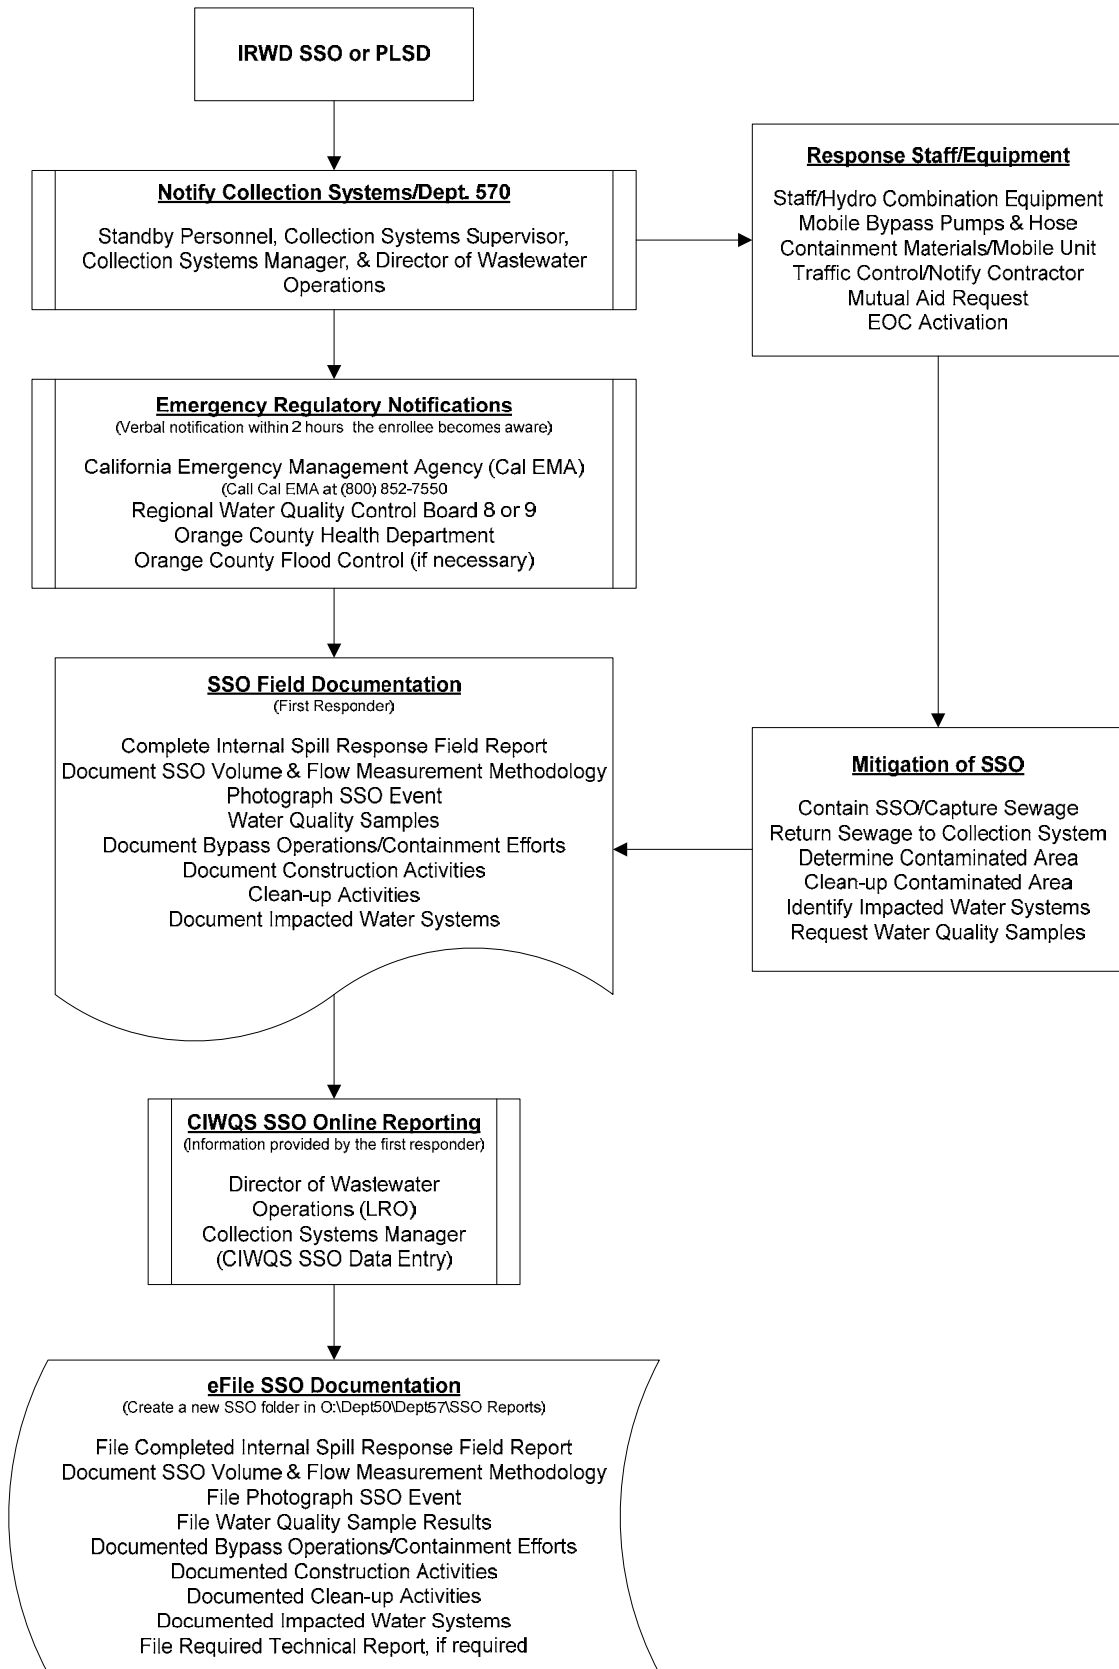 IRWD SSO or PLSD
Notify Collection Systems/Dept. 570
Standby Personnel, Collection Systems Supervisor,
Collection Systems Manager, & Director of Wastewater
Operations
Response Staff/Equipment
Staff/Hydro Combination Equipment
Mobile Bypass Pumps & Hose
Containment Materials/Mobile Unit
Traffic Control/Notify Contractor
Mutual Aid Request
EOC Activation
Emergency Regulatory Notifications
(Verbal notification within 2 hours the enrollee becomes aware)
California Emergency Management Agency (Cal EMA)
(Call Cal EMA at (800) 852-7550
Regional Water Quality Control Board 8 or 9
Orange County Health Department
Orange County Flood Control (if necessary)
SSO Field Documentation
(First Responder)
Complete Internal Spill Response Field Report
Document SSO Volume & Flow Measurement Methodology
Photograph SSO Event
Water Quality Samples
Document Bypass Operations/Containment Efforts
Document Construction Activities
Clean-up Activities
Document Impacted Water Systems
Mitigation of SSO
Contain SSO/Capture Sewage
Return Sewage to Collection System
Determine Contaminated Area
Clean-up Contaminated Area
Identify Impacted Water Systems
Request Water Quality Samples
CIWQS SSO Online Reporting
(Information provided by the first responder)
Director of Wastewater
Operations (LRO)
Collection Systems Manager
(CIWQS SSO Data Entry)
eFile SSO Documentation
(Create a new SSO folder in O:\Dept50\Dept57\SSO Reports)
File Completed Internal Spill Response Field Report
Document SSO Volume & Flow Measurement Methodology
File Photograph SSO Event
File Water Quality Sample Results
Documented Bypass Operations/Containment Efforts
Documented Construction Activities
Documented Clean-up Activities
Documented Impacted Water Systems
File Required Technical Report, if required